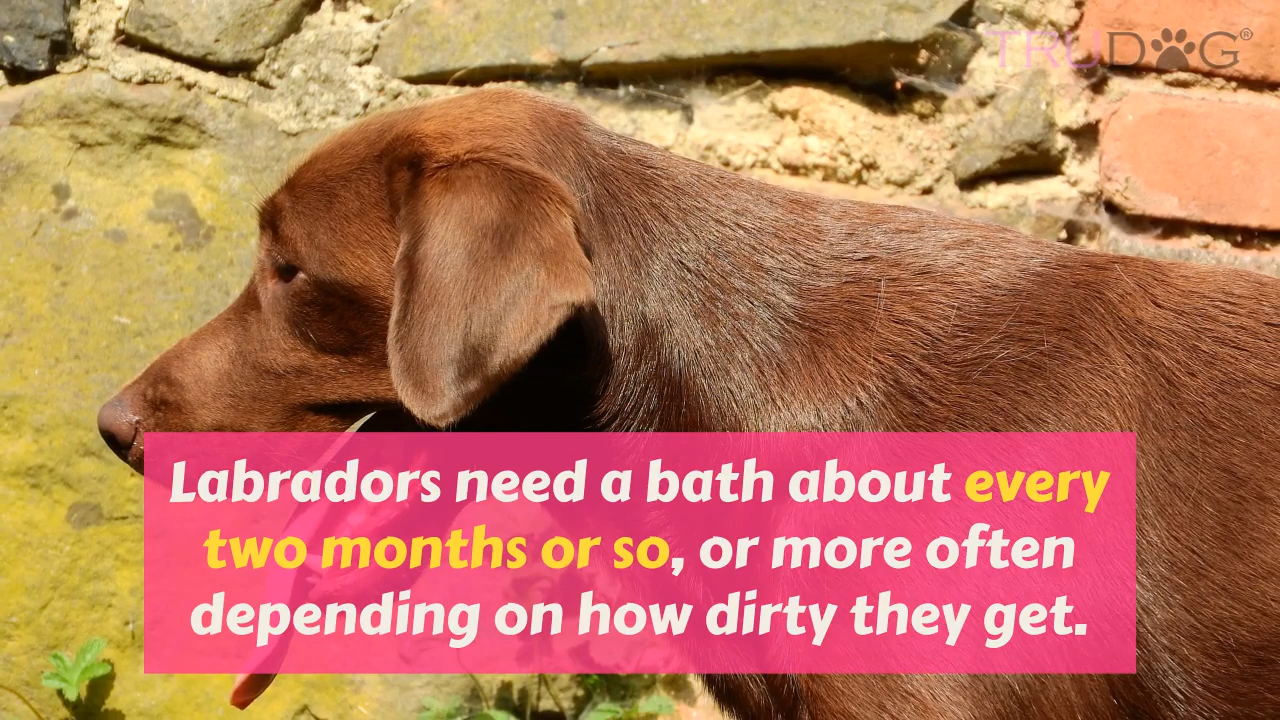 TRUDOG®
Labradors need a bath about every
two months or so, or more often
depending on how dirty they get.